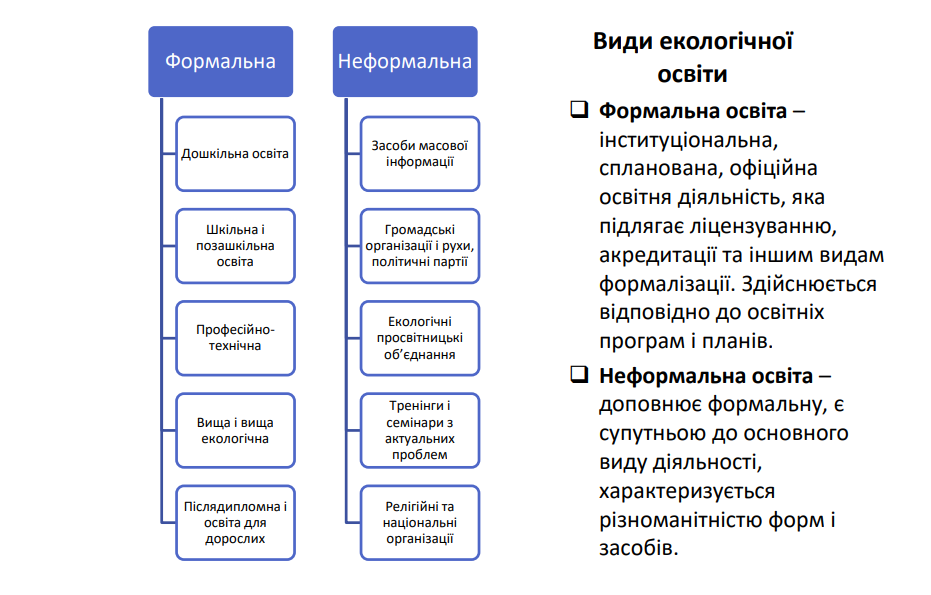 Формальна
Дошкільна освіта
Шкільна і
позашкільна
освіта
Професійно-
технічна
Вища і вища
екологічна
Післядипломна і
освіта для
дорослих
Неформальна
Засоби масової
інформації
Громадські
організації і рухи,
політичні партії
Екологічні
просвітницькі
об’єднання
Тренінги і
семінари з
актуальних
проблем
Релігійні та
національні
організації
Види екологічної
освіти
Формальна освіта –
інституціональна,
спланована, офіційна
освітня діяльність, яка
підлягає ліцензуванню,
акредитації та іншим видам
формалізації. Здійснюється
відповідно до освітніх
програм і планів.
Неформальна освіта –
доповнює формальну, є
супутньою до основного
виду діяльності,
характеризується
різноманітністю форм і
засобів.